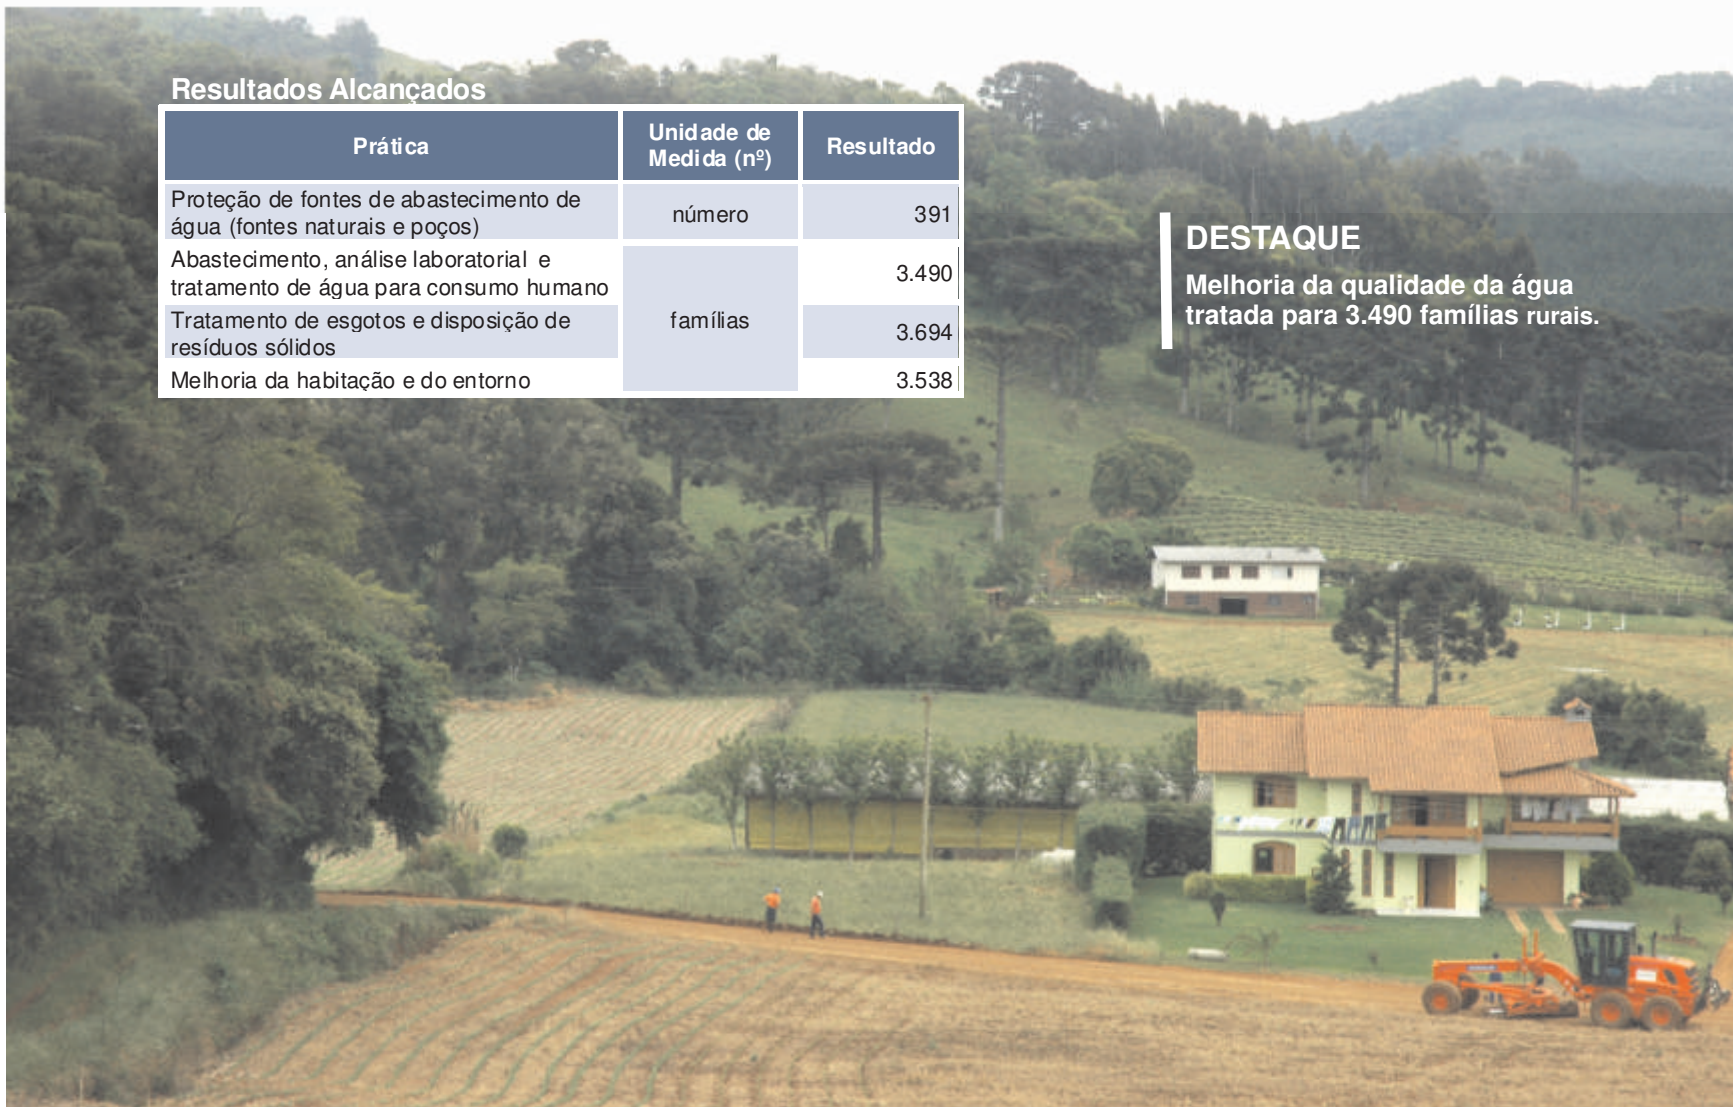 Resultados Alcançados
Prática
Unidade de
Medida (nº)
Resultado
Proteção de fontes de abastecimento de
água (fontes naturais e poços)
número
391
Abastecimento, análise laboratorial e
tratamento de água para consumo humano
famílias
3.490
Tratamento de esgotos e disposição de
resíduos sólidos
3.694
Melhoria da habitação e do entorno
3.538
DESTAQUE
Melhoria da qualidade da água
tratada para 3.490 famílias rurais.